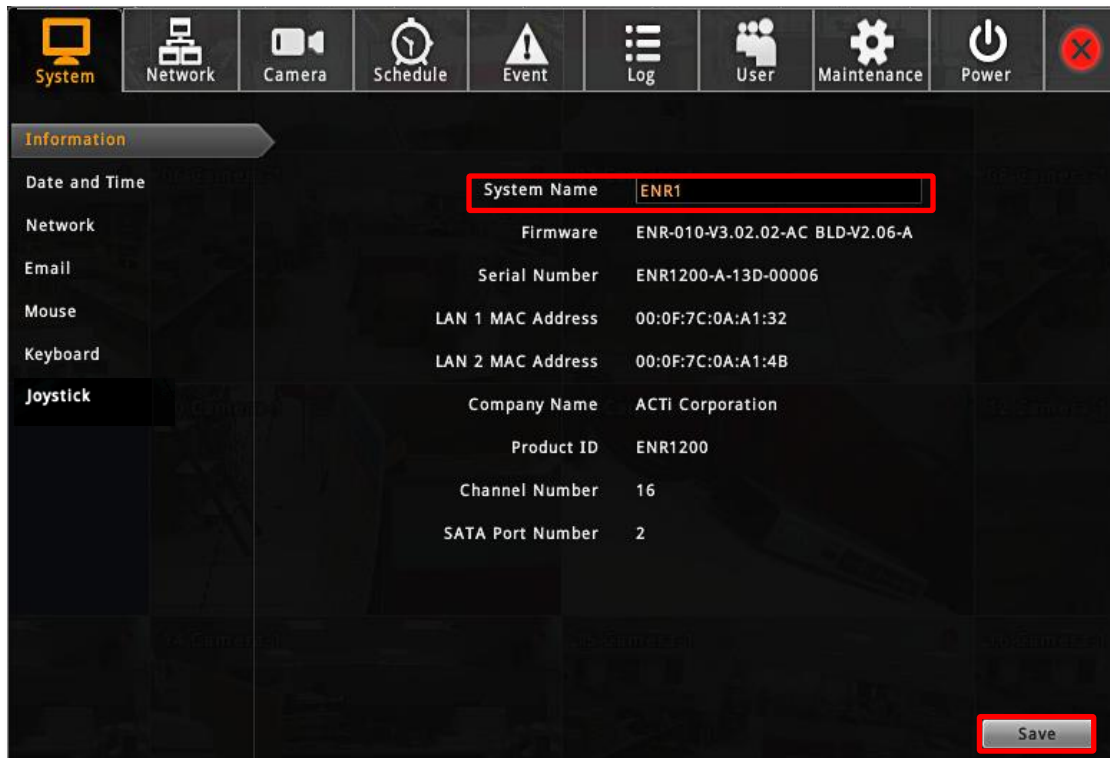 System Network Camera Schedule Event Log User Maintenance Power
Information
Date and Time
Network
Email
Mouse
Keyboard
Joystick
System Name ENR1
Firmware ENR-010-V3.02.02-AC BLD-V2.06-A
Serial Number ENR1200-A-13D-00006
LAN 1 MAC Address 00:0F:7C:0A:A1:32
LAN 2 MAC Address 00:0F:7C:0A:A1:4B
Company Name ACTi Corporation
Product ID ENR1200
Channel Number 16
SATA Port Number 2
Save